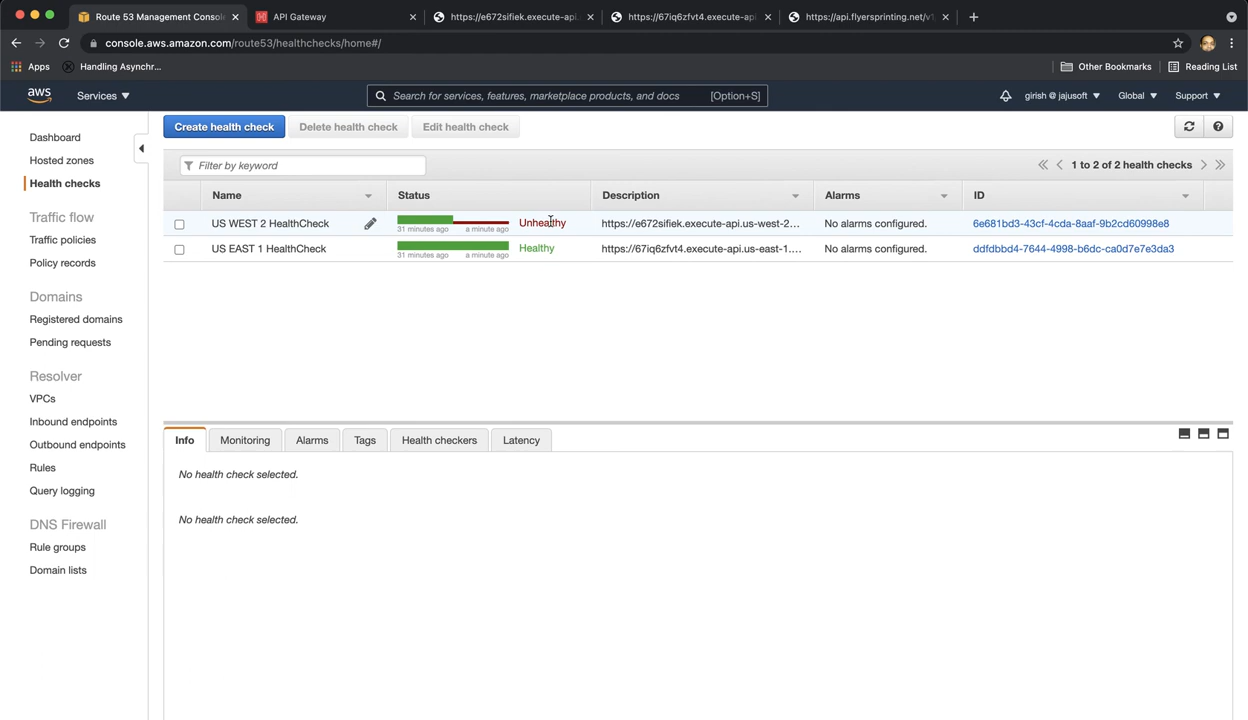 Route 53 Management Console
API Gateway
https://e672sifiek.execute-api.
https://67iq6zfvt4.execute-api
https://api.flyersprinting.net/v1
console.aws.amazon.com/route53/healthchecks/home#/
Apps
Handling Asynchr...
Other Bookmarks
Reading List
aws
Services
Search for services, features, marketplace products, and docs
[Option+S]
girish @ jajusoft
Global
Support
Dashboard
Hosted zones
Health checks
Traffic flow
Traffic policies
Policy records
Domains
Registered domains
Pending requests
Resolver
VPCs
Inbound endpoints
Outbound endpoints
Rules
Query logging
DNS Firewall
Rule groups
Domain lists
Create health check
Delete health check
Edit health check
Filter by keyword
1 to 2 of 2 health checks
Name Status Description Alarms ID
US WEST 2 HealthCheck 31 minutes ago a minute ago Unhealthy https://e672sifiek.execute-api.us-west-2... No alarms configured. 6e681bd3-43cf-4cda-8aaf-9b2cd60998e8
US EAST 1 HealthCheck 31 minutes ago a minute ago Healthy https://67iq6zfvt4.execute-api.us-east-1.... No alarms configured. ddfdbbd4-7644-4998-b6dc-ca0d7e7e3da3
Info Monitoring Alarms Tags Health checkers Latency
No health check selected.
No health check selected.